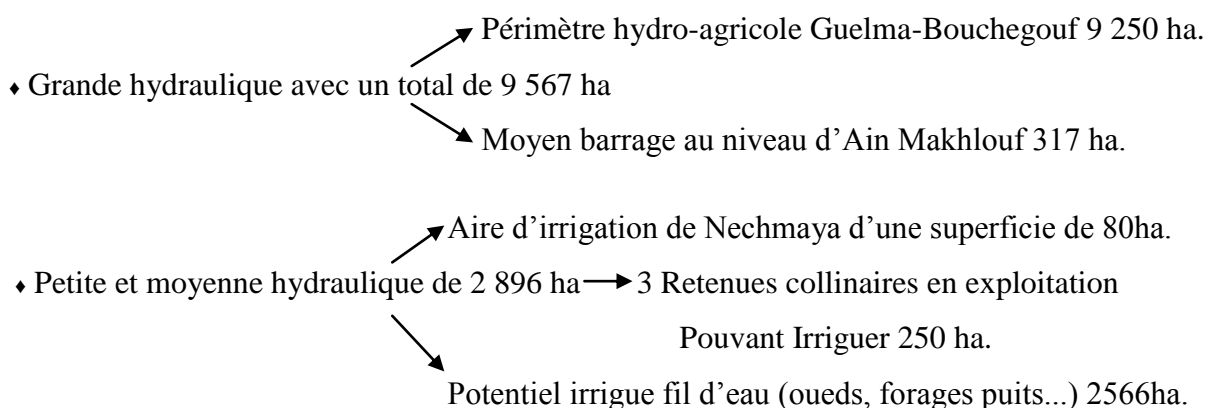 Périmètre hydro-agricole Guelma-Bouchegouf 9 250 ha.
♦ Grande hydraulique avec un total de 9 567 ha
Moyen barrage au niveau d’Ain Makhlouf 317 ha.
Aire d’irrigation de Nechmaya d’une superficie de 80ha.
♦ Petite et moyenne hydraulique de 2 896 ha 3 Retenues collinaires en exploitation
Pouvant Irriguer 250 ha.
Potentiel irrigue fil d’eau (oueds, forages puits...) 2566ha.